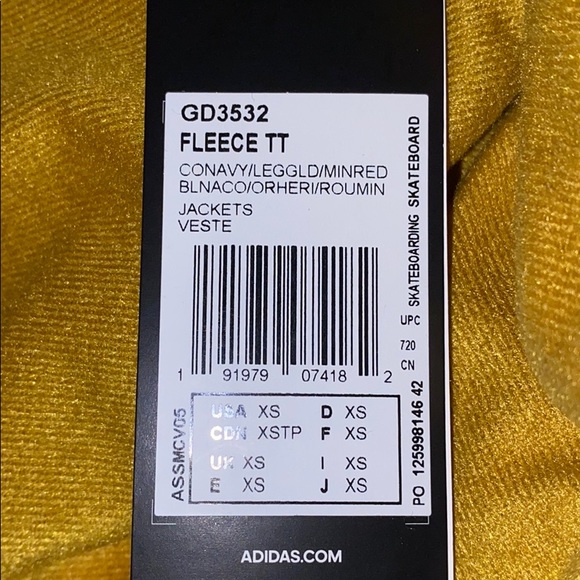 GD3532
FLEECE TT
CONAVY/LEGGLD/MINRED
BLNACO/ORHERI/ROUMIN
JACKETS
VESTE
1 91979 07418 2
USA XS D XS
CDN XSTP F XS
UK XS I XS
E XS J XS
ASSMCV05
SKATEBOARDING SKATEBOARD
UPC
720
CN
PO 125998146 42
ADIDAS.COM